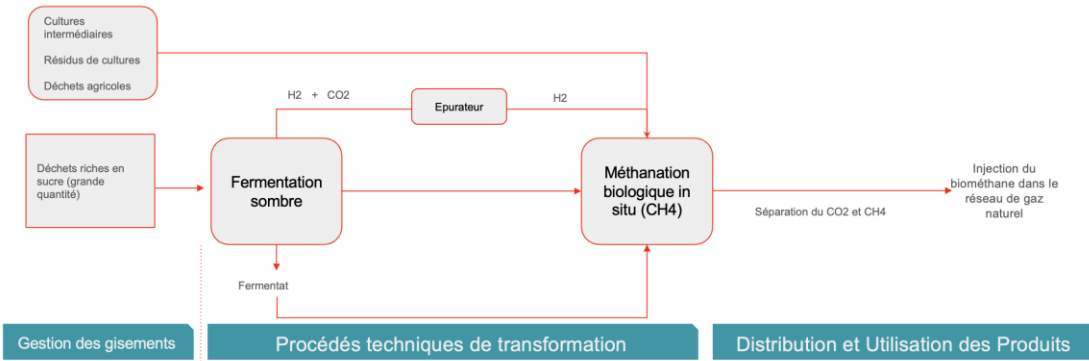 Cultures
intermédiaires
Résidus de cultures
Déchets agricoles
H2 + CO2
Epurateur
H2
Déchets riches en
sucre (grande
quantité)
Fermentation
sombre
Méthanation
biologique in
situ (CH4)
Injection du
biométhane dans le
réseau de gaz
naturel
Séparation du CO2 et CH4
Fermentat
Gestion des gisements
Procédés techniques de transformation
Distribution et Utilisation des Produits